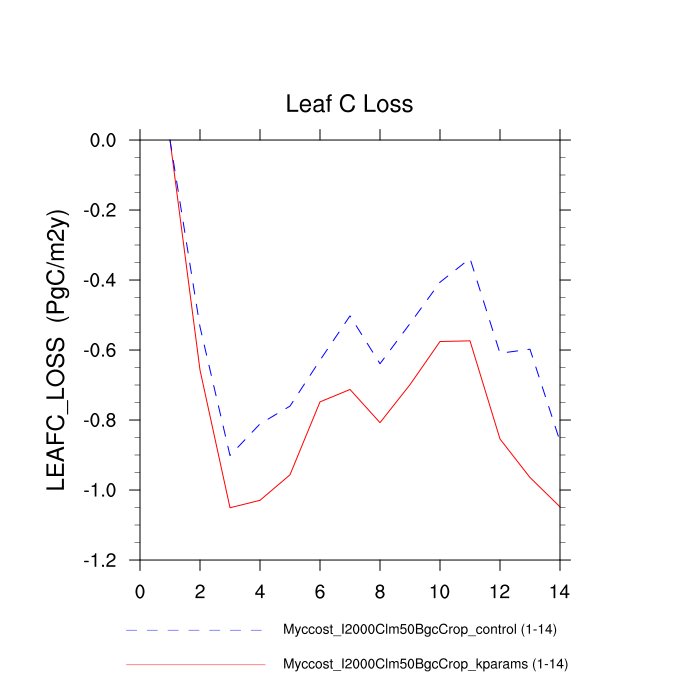 Leaf C Loss
LEAFC_LOSS (PgC/m2y)
0.0
-0.2
-0.4
-0.6
-0.8
-1.0
-1.2
0 2 4 6 8 10 12 14
Myccost_I2000Clm50BgcCrop_control (1-14)
Myccost_I2000Clm50BgcCrop_kparams (1-14)